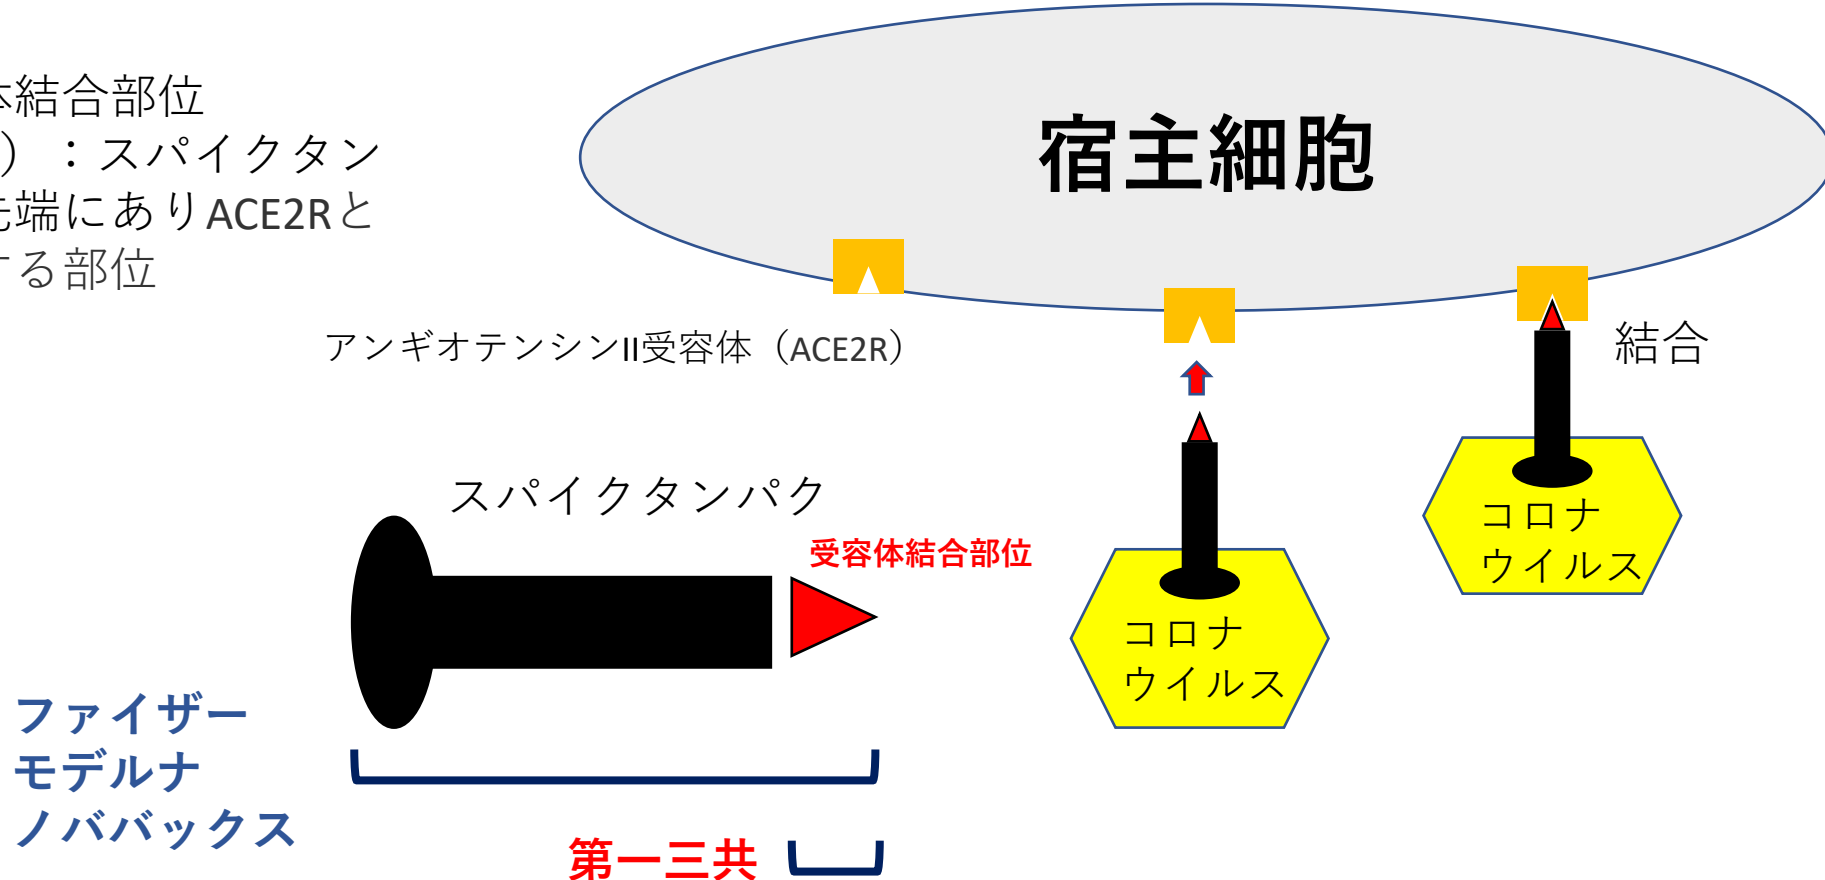 体結合部位
）：スパイクタン
先端にありACE2Rと
する部位
宿主細胞
アンギオテンシンII受容体（ACE2R）
結合
スパイクタンパク
受容体結合部位
コロナ
ウイルス
コロナ
ウイルス
ファイザー
モデルナ
ノババックス
第一三共